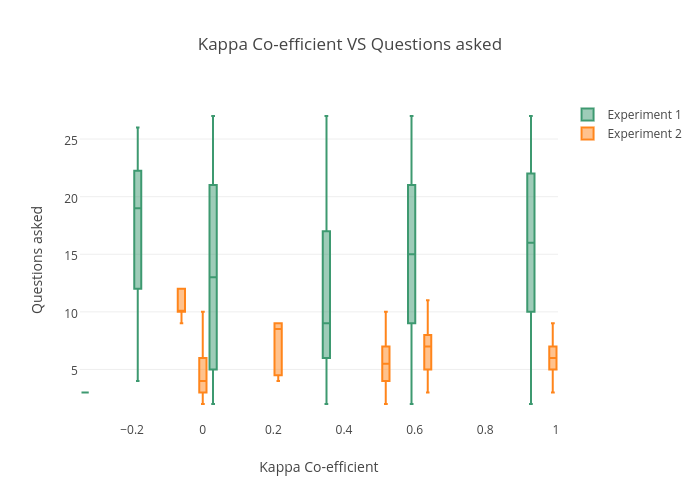 Kappa Co-efficient VS Questions asked
Experiment 1
Experiment 2
25
20
15
10
5
Questions asked
−0.2
0
0.2
0.4
0.6
0.8
1
Kappa Co-efficient